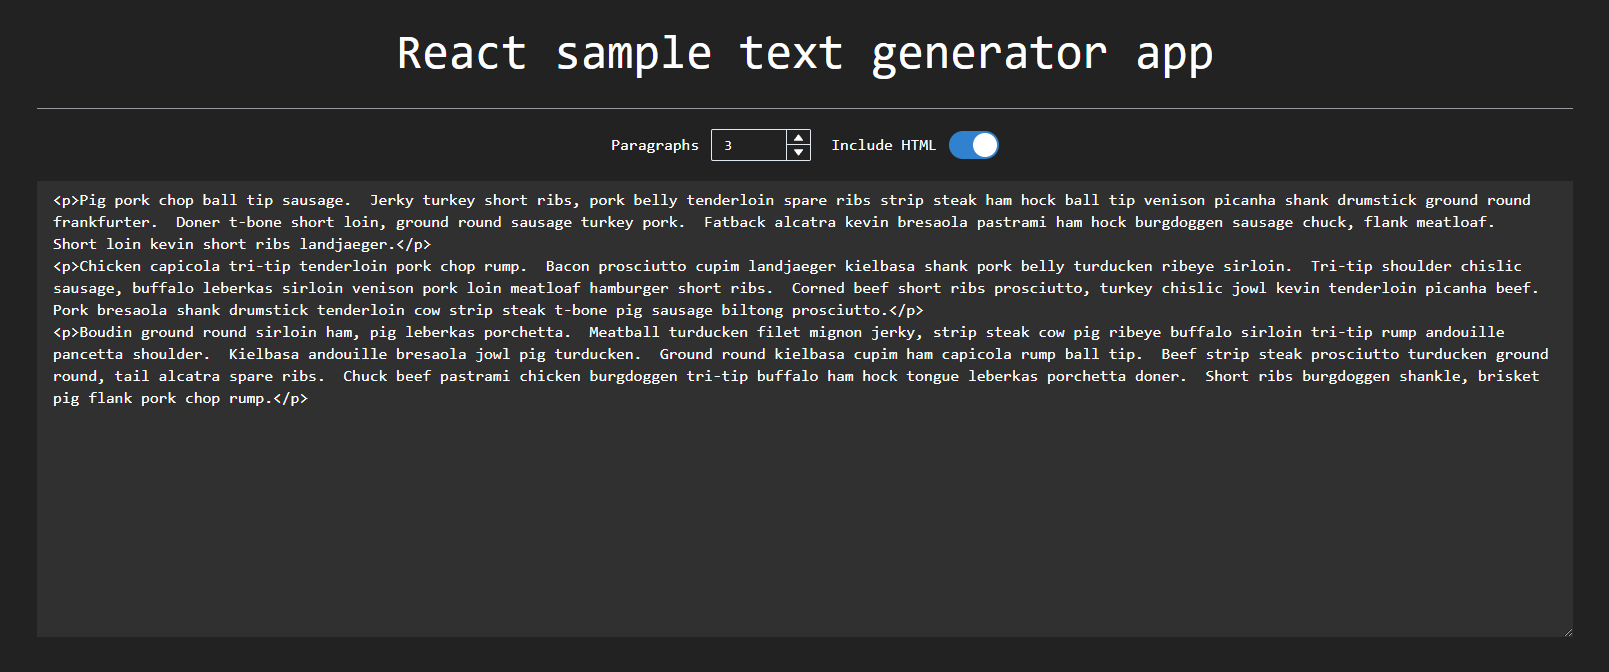 React sample text generator app
Paragraphs 3 Include HTML
<p>Pig pork chop ball tip sausage.  Jerky turkey short ribs, pork belly tenderloin spare ribs strip steak ham hock ball tip venison picanha shank drumstick ground round
frankfurter.  Doner t-bone short loin, ground round sausage turkey pork.  Fatback alcatra kevin bresaola pastrami ham hock burgdoggen sausage chuck, flank meatloaf.
Short loin kevin short ribs landjaeger.</p>
<p>Chicken capicola tri-tip tenderloin pork chop rump.  Bacon prosciutto cupim landjaeger kielbasa shank pork belly turducken ribeye sirloin.  Tri-tip shoulder chislic
sausage, buffalo leberkas sirloin venison pork loin meatloaf hamburger short ribs.  Corned beef short ribs prosciutto, turkey chislic jowl kevin tenderloin picanha beef.
Pork bresaola shank drumstick tenderloin cow strip steak t-bone pig sausage biltong prosciutto.</p>
<p>Boudin ground round sirloin ham, pig leberkas porchetta.  Meatball turducken filet mignon jerky, strip steak cow pig ribeye buffalo sirloin tri-tip rump andouille
pancetta shoulder.  Kielbasa andouille bresaola jowl pig turducken.  Ground round kielbasa cupim ham capicola rump ball tip.  Beef strip steak prosciutto turducken ground
round, tail alcatra spare ribs.  Chuck beef pastrami chicken burgdoggen tri-tip buffalo ham hock tongue leberkas porchetta doner.  Short ribs burgdoggen shankle, brisket
pig flank pork chop rump.</p>